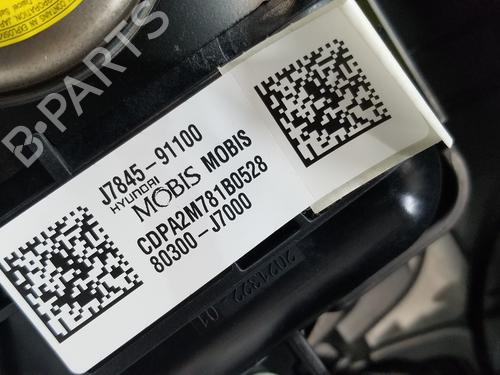 B-PARTS
J7845-91100
HYUNDAI
MOBIS MOBIS
CDPA2M781B0528
80300-J7000